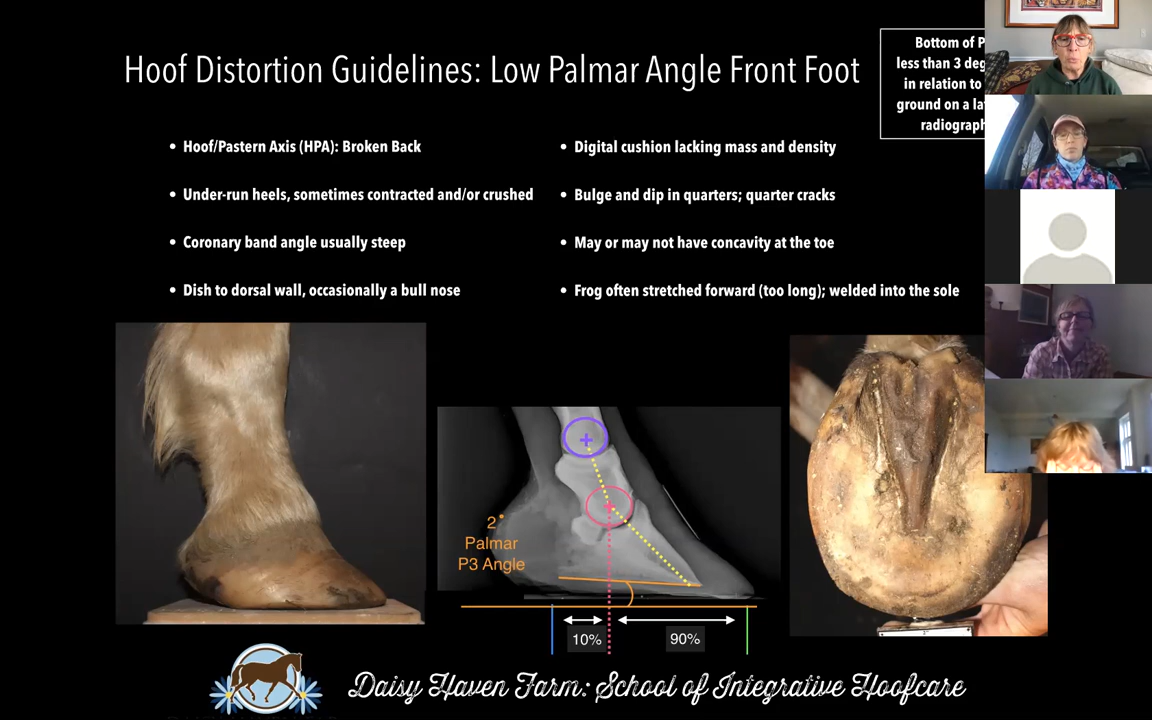 Hoof Distortion Guidelines: Low Palmar Angle Front Foot
Bottom of P
less than 3 deg
in relation to
ground on a la
radiograph
• Hoof/Pastern Axis (HPA): Broken Back
• Under-run heels, sometimes contracted and/or crushed
• Coronary band angle usually steep
• Dish to dorsal wall, occasionally a bull nose
• Digital cushion lacking mass and density
• Bulge and dip in quarters; quarter cracks
• May or may not have concavity at the toe
• Frog often stretched forward (too long); welded into the sole
2°
Palmar
P3 Angle
10%
90%
Daisy Haven Farm: School of Integrative Hoofcare